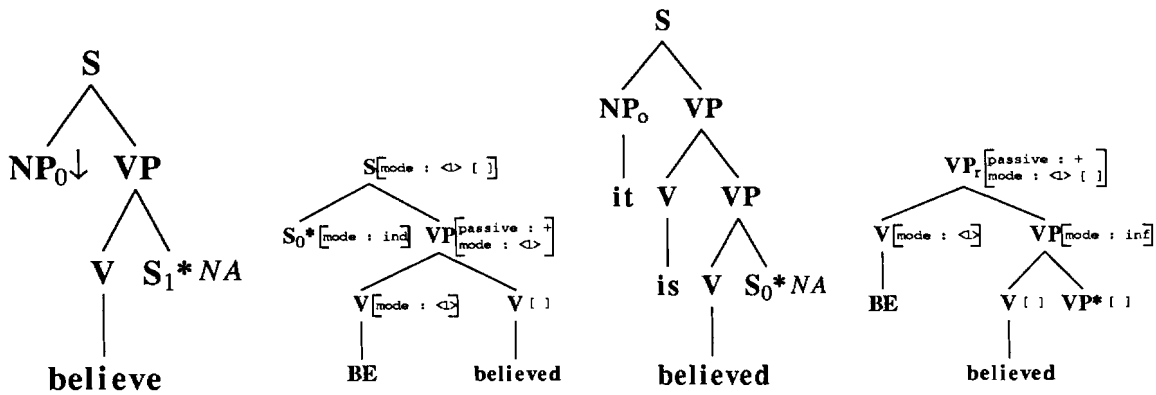 S
NP₀↓ VP
V S₁* NA
believe
S[mode : <1> [ ]
S₀*[mode : ind] VP[passive : +
mode : <1>]
V[mode : <1>] V [ ]
BE believed
S
NPₒ VP
it V VP
is V S₀* NA
believed
VPᵣ[passive : +
mode : <1> [ ]]
V[mode : <1>] VP[mode : inf]
BE V [ ] VP* [ ]
believed